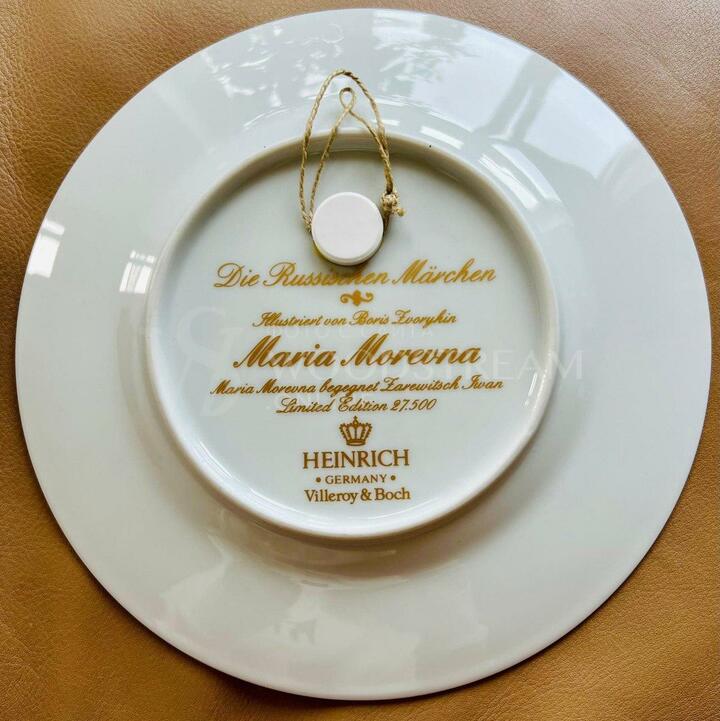 Die Russischen Märchen
Illustriert von Boris Zvorykin
Maria Morevna
Maria Morevna begegnet Zarewitsch Iwan
Limited Edition 27.500
HEINRICH
• GERMANY •
Villeroy & Boch
WOODSTREAM